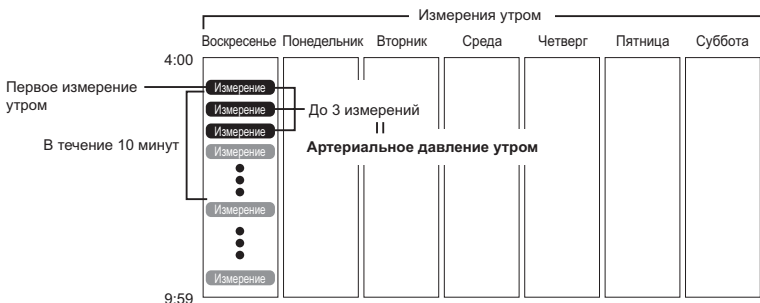 Измерения утром
Воскресенье Понедельник Вторник Среда Четверг Пятница Суббота
4:00
Первое измерение
утром
Измерение
Измерение
До 3 измерений
Измерение
В течение 10 минут
Артериальное давление утром
Измерение
Измерение
Измерение
9:59